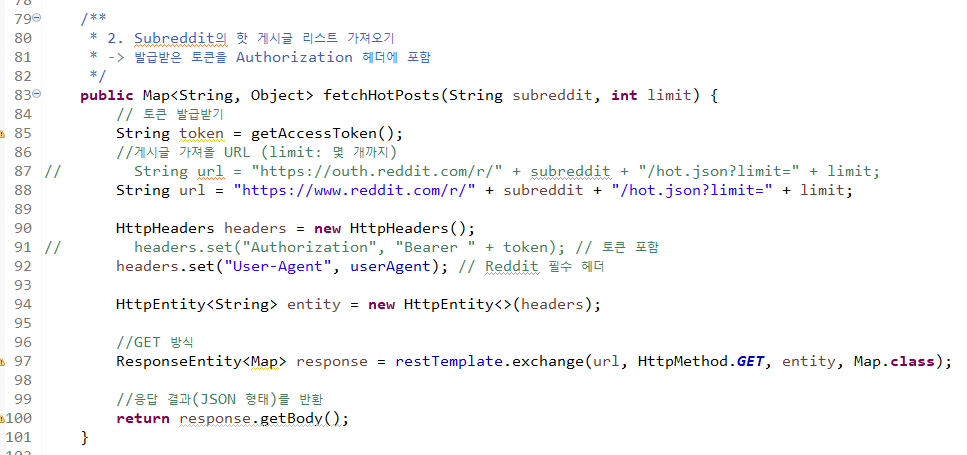 78
79 /**
80 * 2. Subreddit의 핫 게시글 리스트 가져오기
81 * -> 발급받은 토큰을 Authorization 헤더에 포함
82 */
83 public Map<String, Object> fetchHotPosts(String subreddit, int limit) {
84 // 토큰 발급받기
85 String token = getAccessToken();
86 //게시글 가져올 URL (limit: 몇 개까지)
87 // String url = "https://outh.reddit.com/r/" + subreddit + "/hot.json?limit=" + limit;
88 String url = "https://www.reddit.com/r/" + subreddit + "/hot.json?limit=" + limit;
89
90 HttpHeaders headers = new HttpHeaders();
91 // headers.set("Authorization", "Bearer " + token); // 토큰 포함
92 headers.set("User-Agent", userAgent); // Reddit 필수 헤더
93
94 HttpEntity<String> entity = new HttpEntity<>(headers);
95
96 //GET 방식
97 ResponseEntity<Map> response = restTemplate.exchange(url, HttpMethod.GET, entity, Map.class);
98
99 //응답 결과(JSON 형태)를 반환
100 return response.getBody();
101 }
102